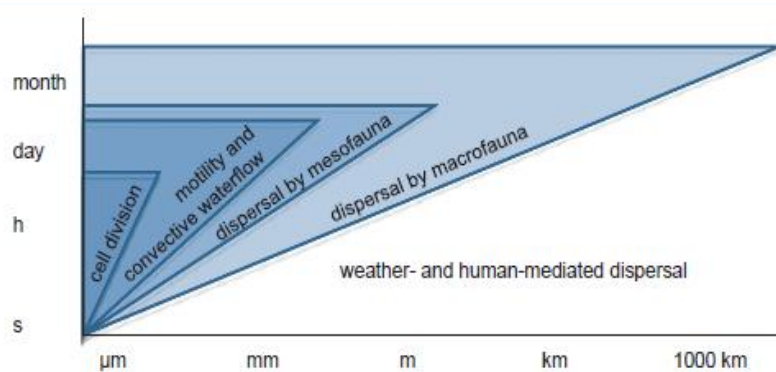 month
day
h
s
cell division
motility and
convective waterflow
dispersal by mesofauna
dispersal by macrofauna
weather- and human-mediated dispersal
µm
mm
m
km
1000 km